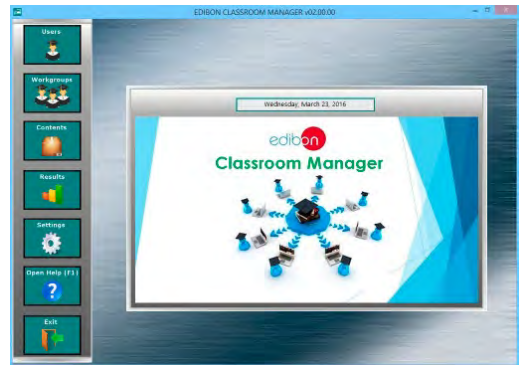 EDIBON CLASSROOM MANAGER v02.00.00
Users
Workgroups
Contents
Results
Settings
Open Help (F1)
Exit
Wednesday, March 23, 2016
edibon
Classroom Manager